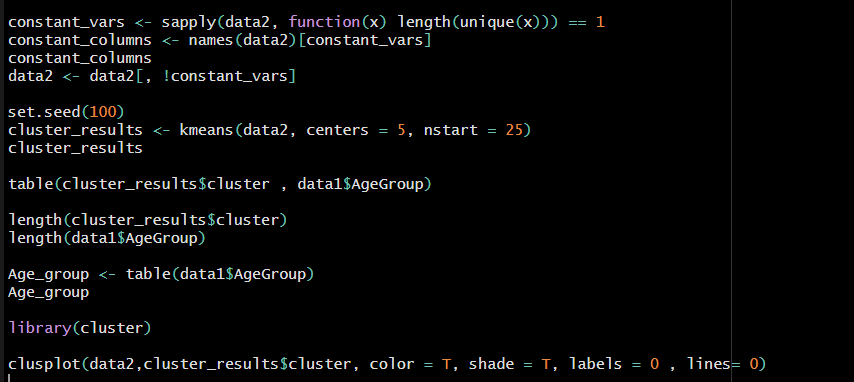 constant_vars <- sapply(data2, function(x) length(unique(x))) == 1
constant_columns <- names(data2)[constant_vars]
constant_columns
data2 <- data2[, !constant_vars]
set.seed(100)
cluster_results <- kmeans(data2, centers = 5, nstart = 25)
cluster_results
table(cluster_results$cluster , data1$AgeGroup)
length(cluster_results$cluster)
length(data1$AgeGroup)
Age_group <- table(data1$AgeGroup)
Age_group
library(cluster)
clusplot(data2,cluster_results$cluster, color = T, shade = T, labels = 0 , lines= 0)